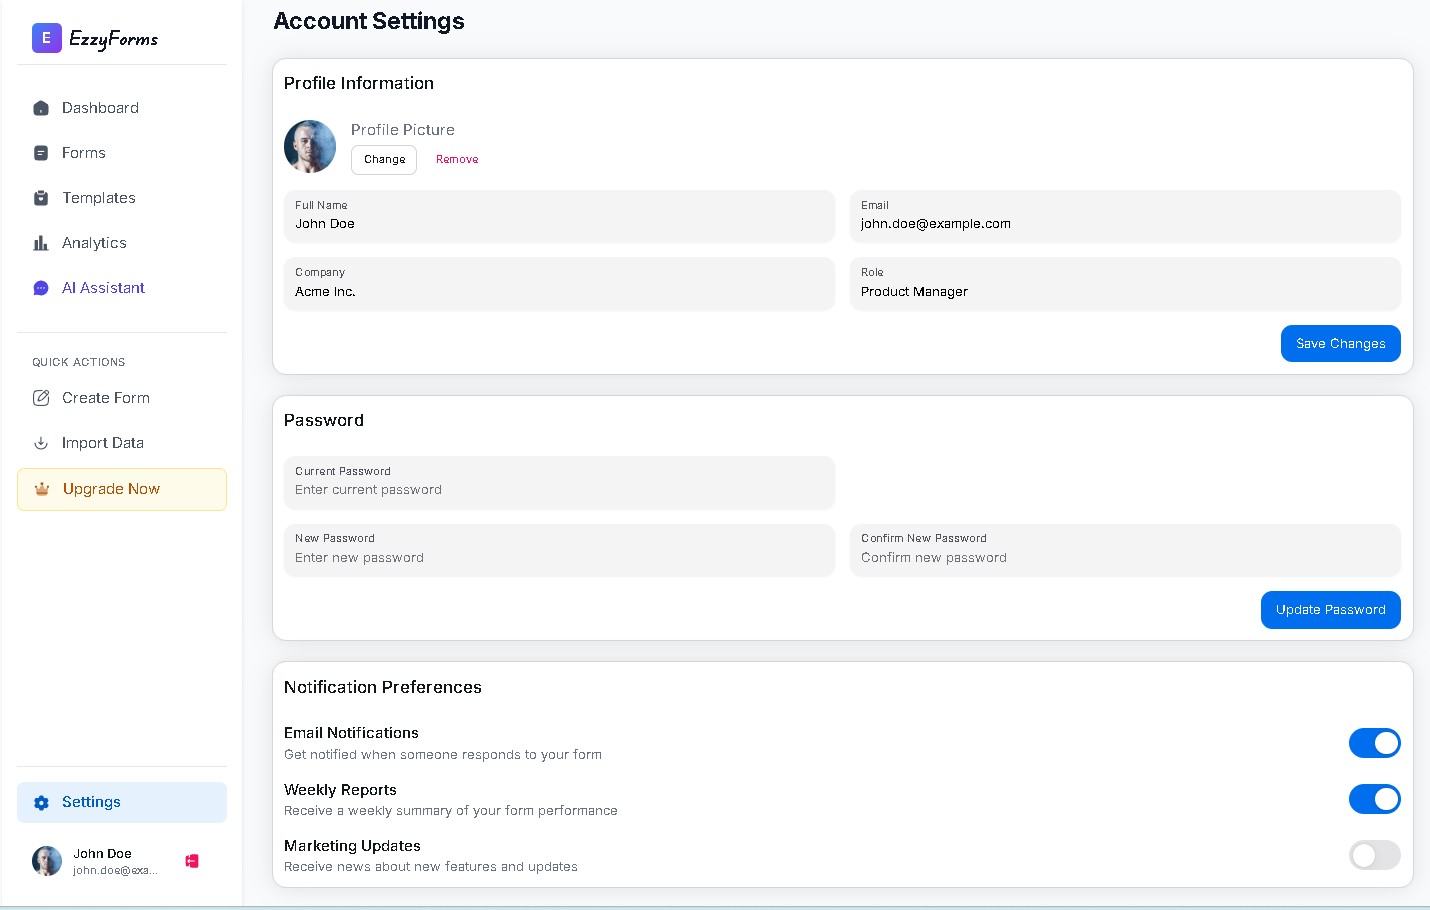 E EzzyForms
Dashboard
Forms
Templates
Analytics
AI Assistant
QUICK ACTIONS
Create Form
Import Data
Upgrade Now
Settings
John Doe
john.doe@exa...
Account Settings
Profile Information
Profile Picture
Change Remove
Full Name
John Doe
Email
john.doe@example.com
Company
Acme Inc.
Role
Product Manager
Save Changes
Password
Current Password
Enter current password
New Password
Enter new password
Confirm New Password
Confirm new password
Update Password
Notification Preferences
Email Notifications
Get notified when someone responds to your form
Weekly Reports
Receive a weekly summary of your form performance
Marketing Updates
Receive news about new features and updates